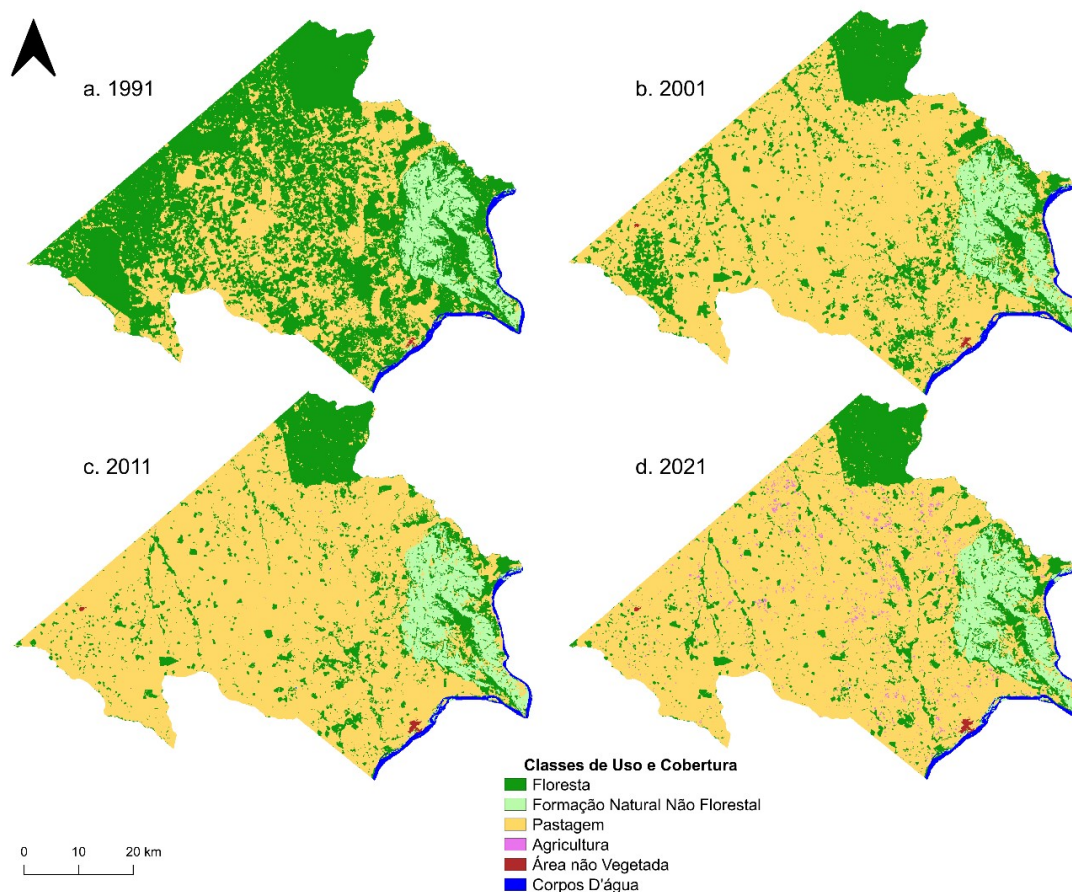 a. 1991
b. 2001
c. 2011
d. 2021
Classes de Uso e Cobertura
Floresta
Formação Natural Não Florestal
Pastagem
Agricultura
Área não Vegetada
Corpos D'água
0 10 20 km